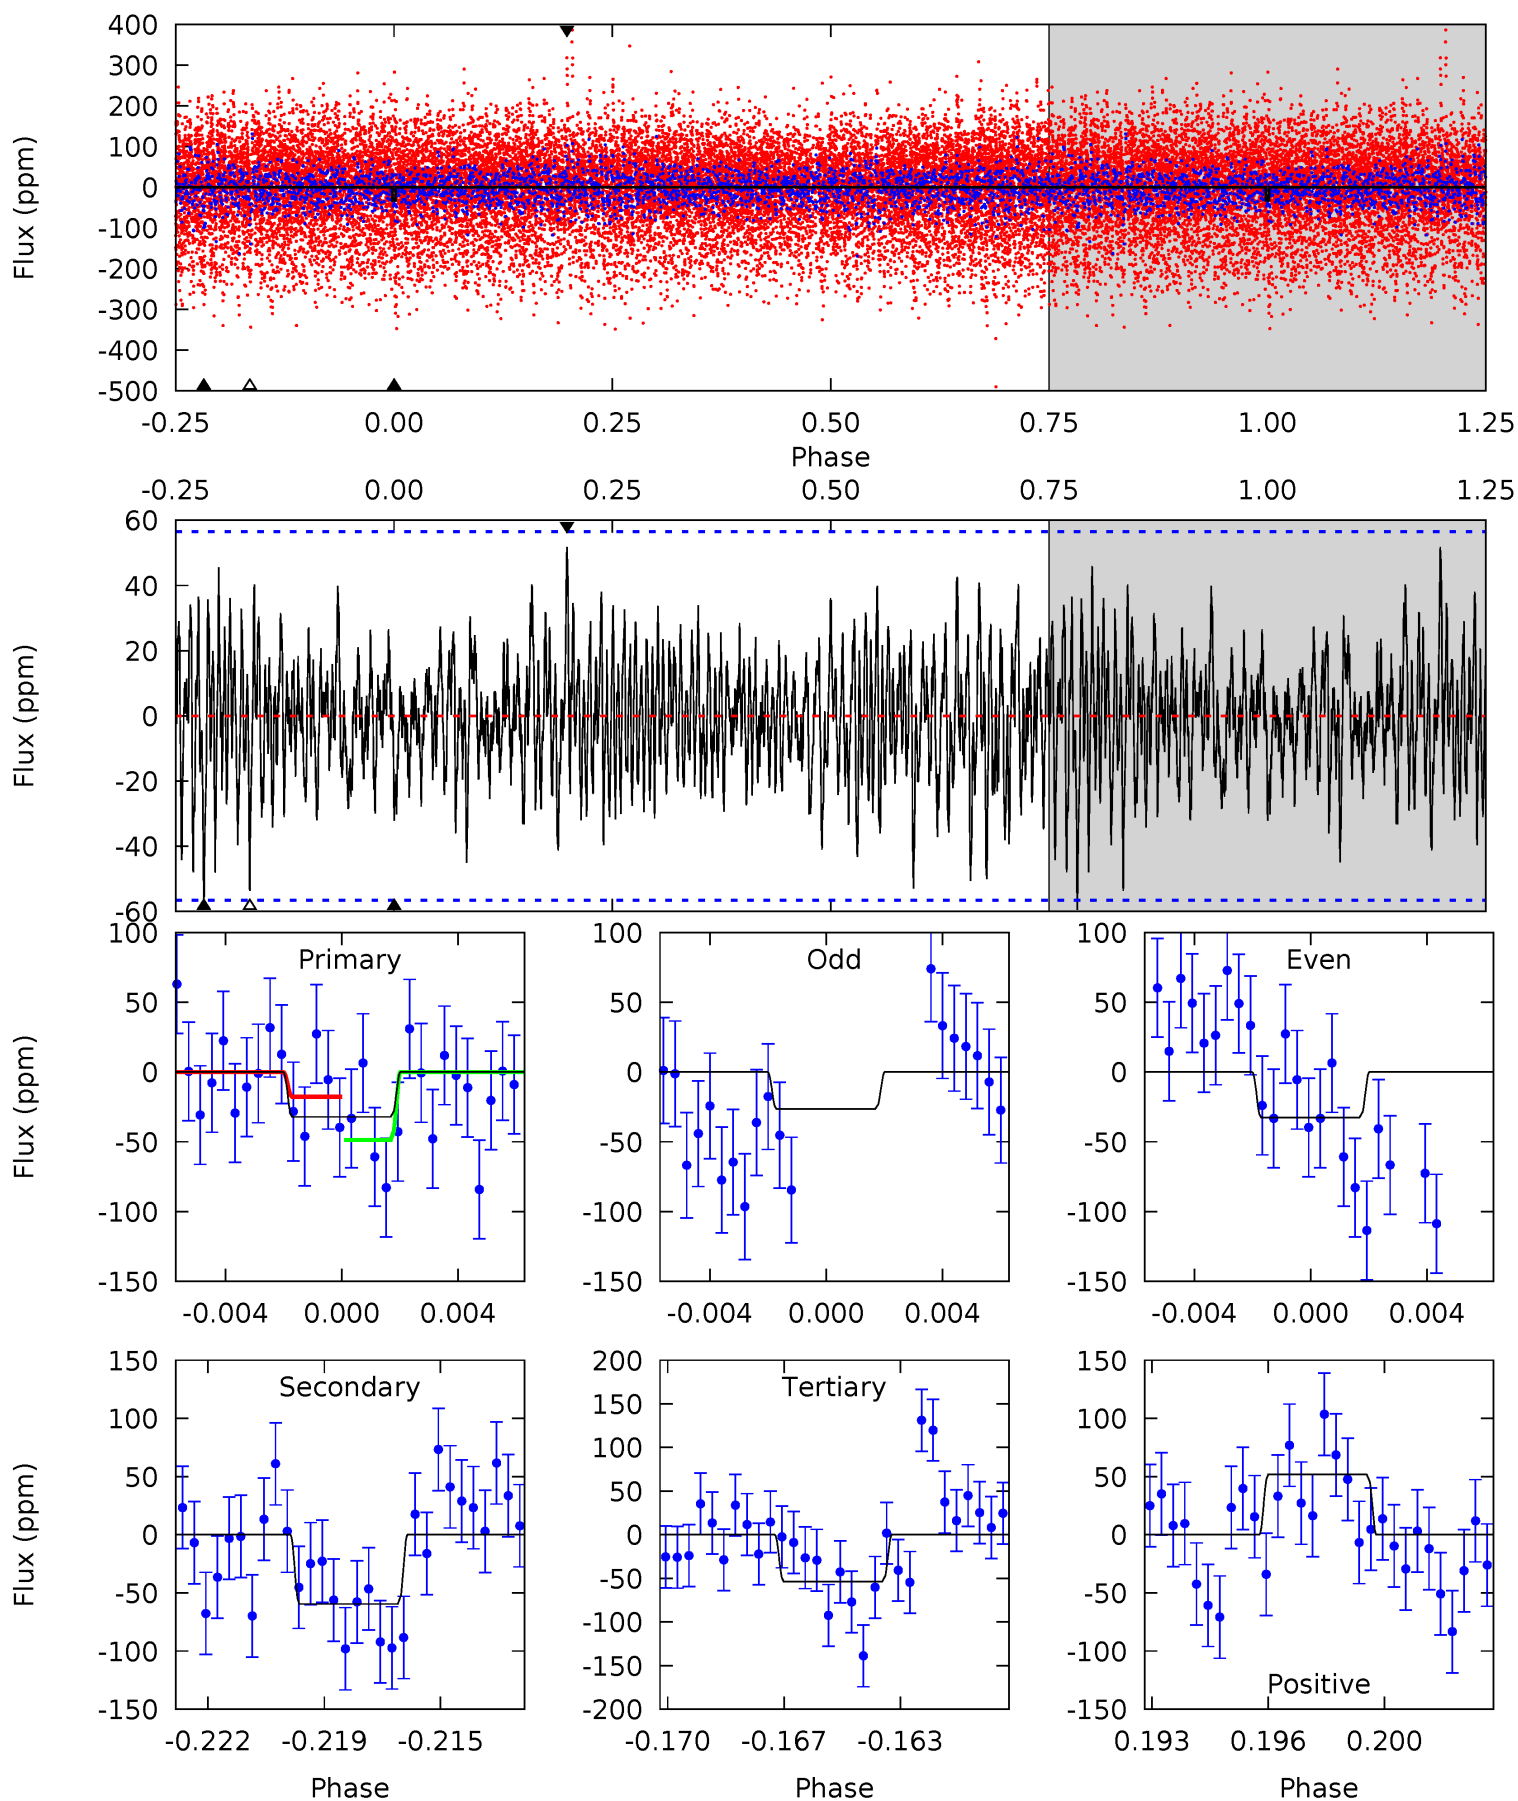 400
300
200
100
0
-100
-200
-300
-400
-500
Flux (ppm)
-0.25 0.00 0.25 0.50 0.75 1.00 1.25
Phase
-0.25 0.00 0.25 0.50 0.75 1.00 1.25
60
40
20
0
-20
-40
-60
Flux (ppm)
Primary Odd Even
100 100 100
50 50 50
0 0 0
-50 -50 -50
-100 -100 -100
-150 -150 -150
Flux (ppm)
-0.004 0.000 0.004 -0.004 0.000 0.004 -0.004 0.000 0.004
Secondary Tertiary Positive
150 200 150
100 150 100
50 100 50
0 50 0
-50 0 -50
-100 -50 -100
-150 -100 -150
-150
-200
Flux (ppm)
-0.222 -0.219 -0.215 -0.170 -0.167 -0.163 0.193 0.196 0.200
Phase Phase Phase